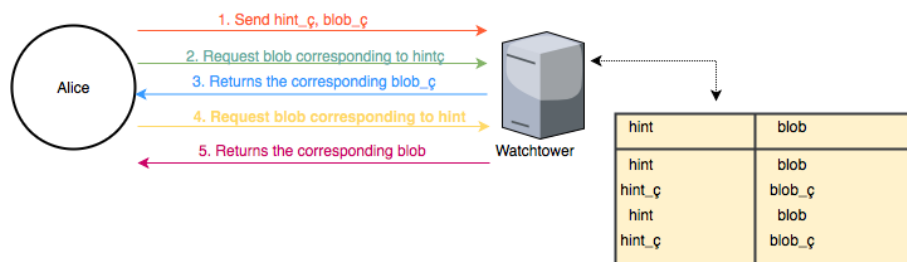 1. Send hint_ç, blob_ç
2. Request blob corresponding to hintç
3. Returns the corresponding blob_ç
Alice
4. Request blob corresponding to hint
5. Returns the corresponding blob
Watchtower
hint blob
hint blob
hint_ç blob_ç
hint blob
hint_ç blob_ç